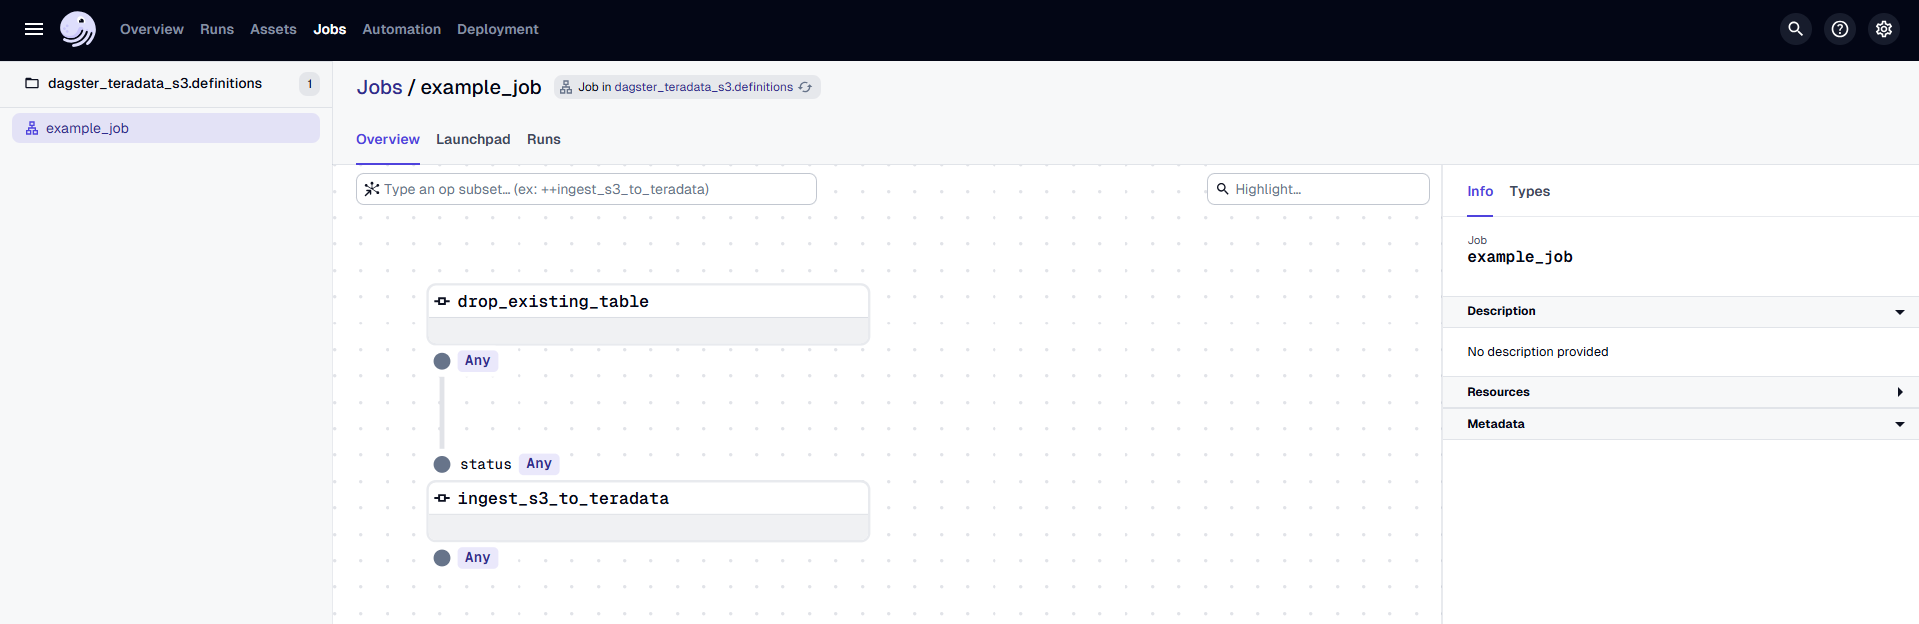 Overview Runs Assets Jobs Automation Deployment
dagster_teradata_s3.definitions 1
example_job
Jobs / example_job Job in dagster_teradata_s3.definitions
Overview Launchpad Runs
Type an op subset... (ex: ++ingest_s3_to_teradata)
Highlight...
drop_existing_table
Any
status Any
ingest_s3_to_teradata
Any
Info Types
Job
example_job
Description
No description provided
Resources
Metadata